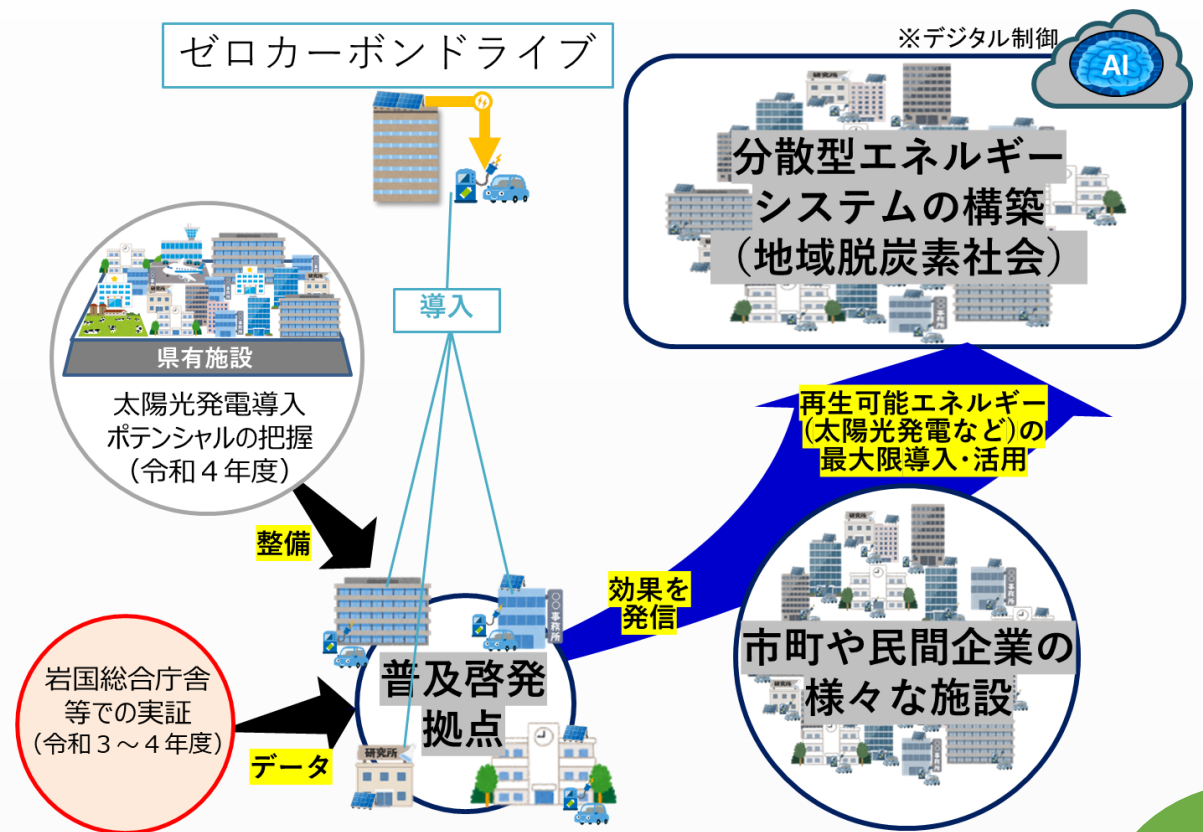 ゼロカーボンドライブ
※デジタル制御
AI
分散型エネルギー
システムの構築
（地域脱炭素社会）
導入
県有施設
太陽光発電導入
ポテンシャルの把握
（令和４年度）
整備
再生可能エネルギー
(太陽光発電など)の
最大限導入・活用
効果を
発信
岩国総合庁舎
等での実証
（令和３～４年度）
データ
普及啓発
拠点
〇〇事務所
研究所
市町や民間企業の
様々な施設